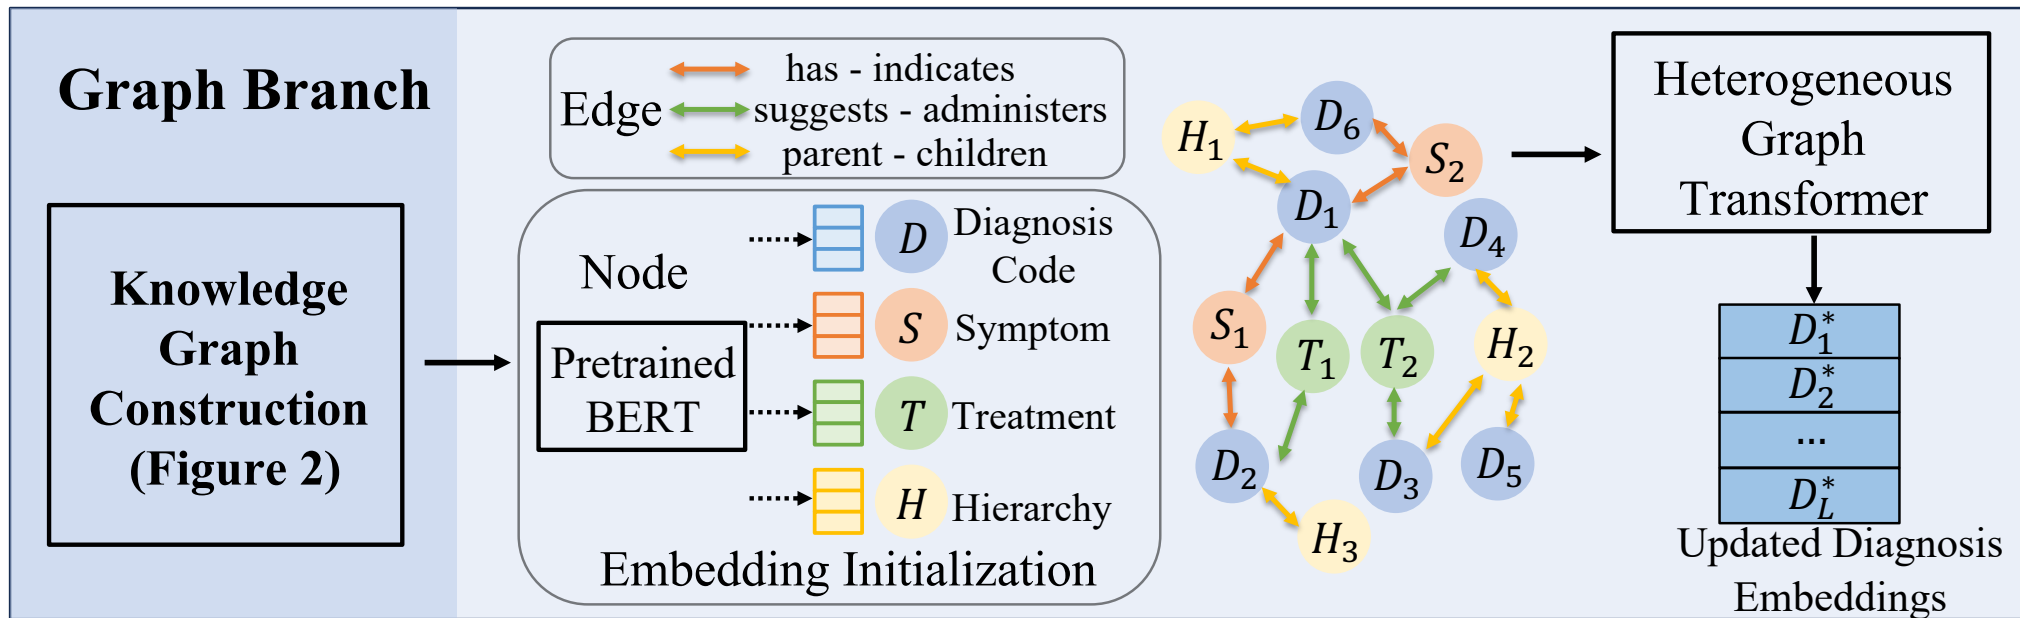 Graph Branch
Knowledge
Graph
Construction
(Figure 2)
Edge
has - indicates
suggests - administers
parent - children
Node
Pretrained
BERT
D
Diagnosis
Code
S
Symptom
T
Treatment
H
Hierarchy
Embedding Initialization
H₁
D₆
S₂
D₁
D₄
S₁
T₁
T₂
H₂
D₂
D₃
D₅
H₃
Heterogeneous
Graph
Transformer
D₁*
D₂*
...
D_L*
Updated Diagnosis
Embeddings